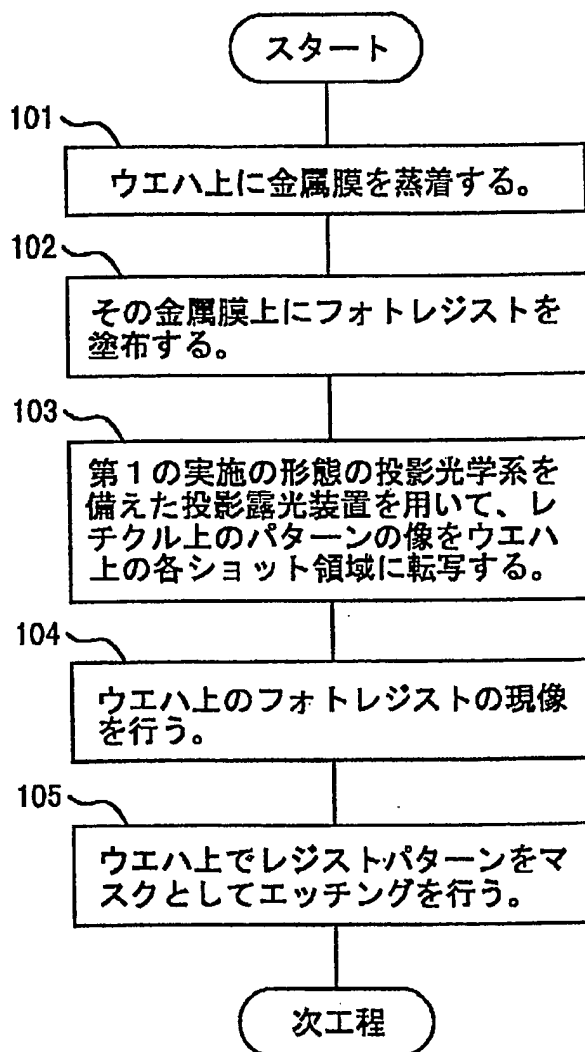 スタート
101
ウエハ上に金属膜を蒸着する。
102
その金属膜上にフォトレジストを
塗布する。
103
第1の実施の形態の投影光学系を
備えた投影露光装置を用いて、レ
チクル上のパターンの像をウエハ
上の各ショット領域に転写する。
104
ウエハ上のフォトレジストの現像
を行う。
105
ウエハ上でレジストパターンをマ
スクとしてエッチングを行う。
次工程